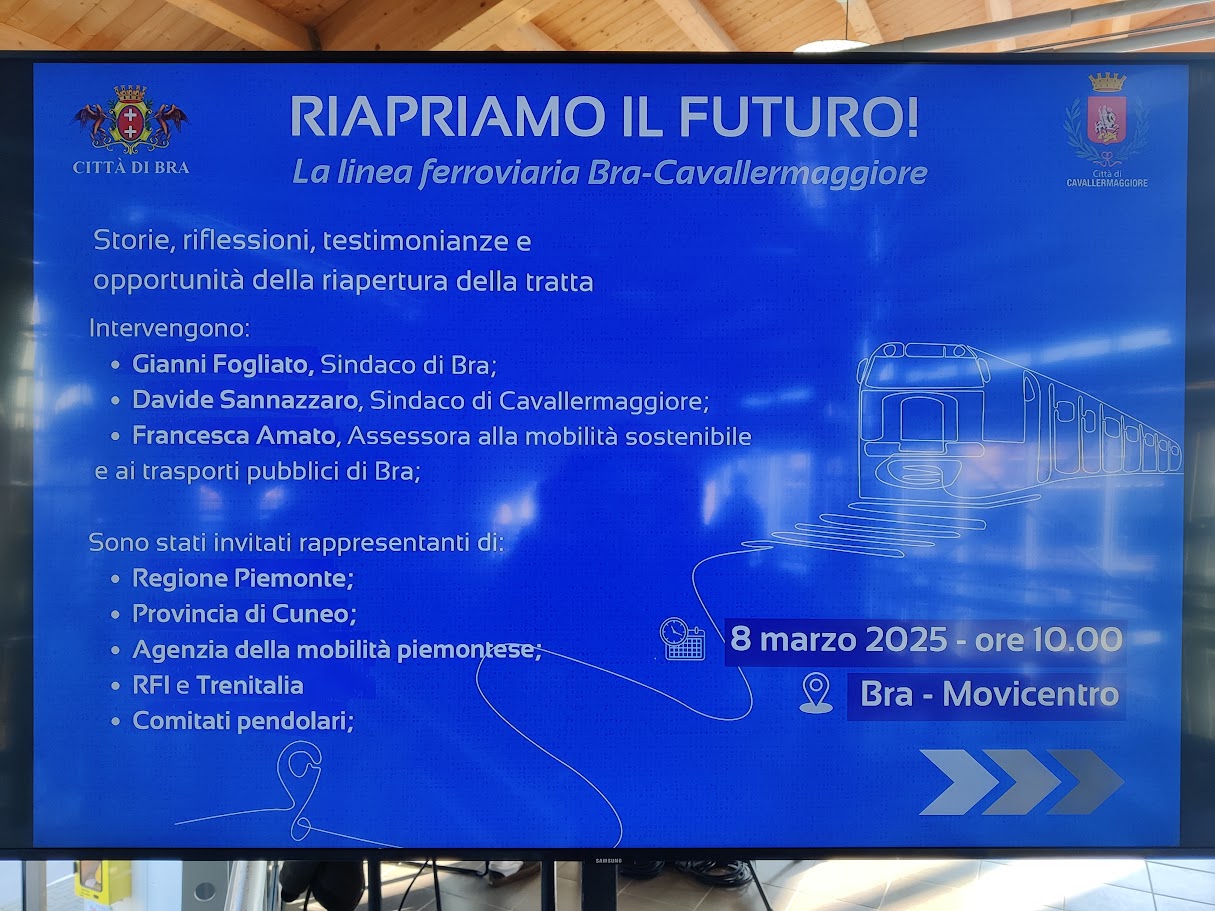 CITTÀ DI BRA
RIAPRIAMO IL FUTURO!
La linea ferroviaria Bra-Cavallermaggiore
Città di
CAVALLERMAGGIORE
Storie, riflessioni, testimonianze e
opportunità della riapertura della tratta
Intervengono:
• Gianni Fogliato, Sindaco di Bra;
• Davide Sannazzaro, Sindaco di Cavallermaggiore;
• Francesca Amato, Assessora alla mobilità sostenibile
e ai trasporti pubblici di Bra;
Sono stati invitati rappresentanti di:
• Regione Piemonte;
• Provincia di Cuneo;
• Agenzia della mobilità piemontese;
• RFI e Trenitalia
• Comitati pendolari;
8 marzo 2025 - ore 10.00
Bra - Movicentro
SAMSUNG